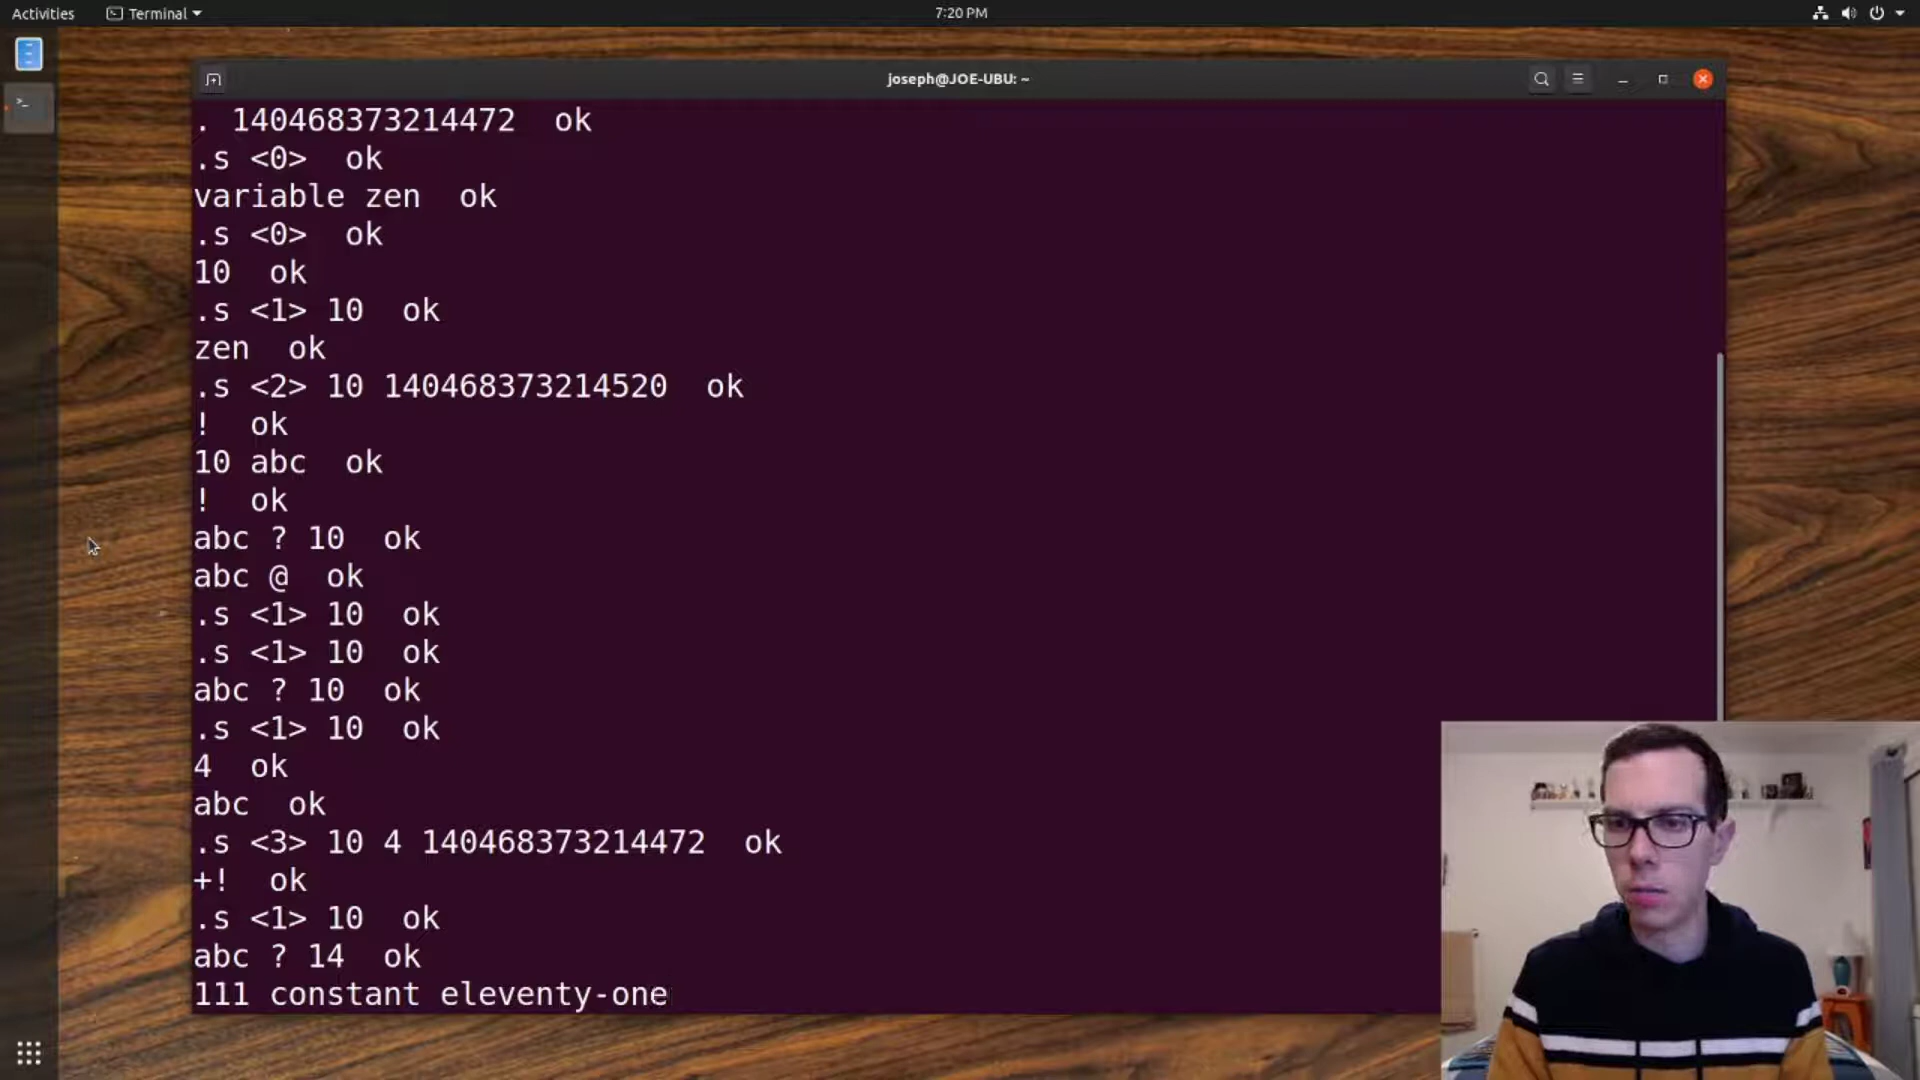 Activities
Terminal
7:20 PM
joseph@JOE-UBU: ~
. 140468373214472  ok
.s <0>  ok
variable zen  ok
.s <0>  ok
10  ok
.s <1> 10  ok
zen  ok
.s <2> 10 140468373214520  ok
!  ok
10 abc  ok
!  ok
abc ? 10  ok
abc @  ok
.s <1> 10  ok
.s <1> 10  ok
abc ? 10  ok
.s <1> 10  ok
4  ok
abc  ok
.s <3> 10 4 140468373214472  ok
+!  ok
.s <1> 10  ok
abc ? 14  ok
111 constant eleventy-one